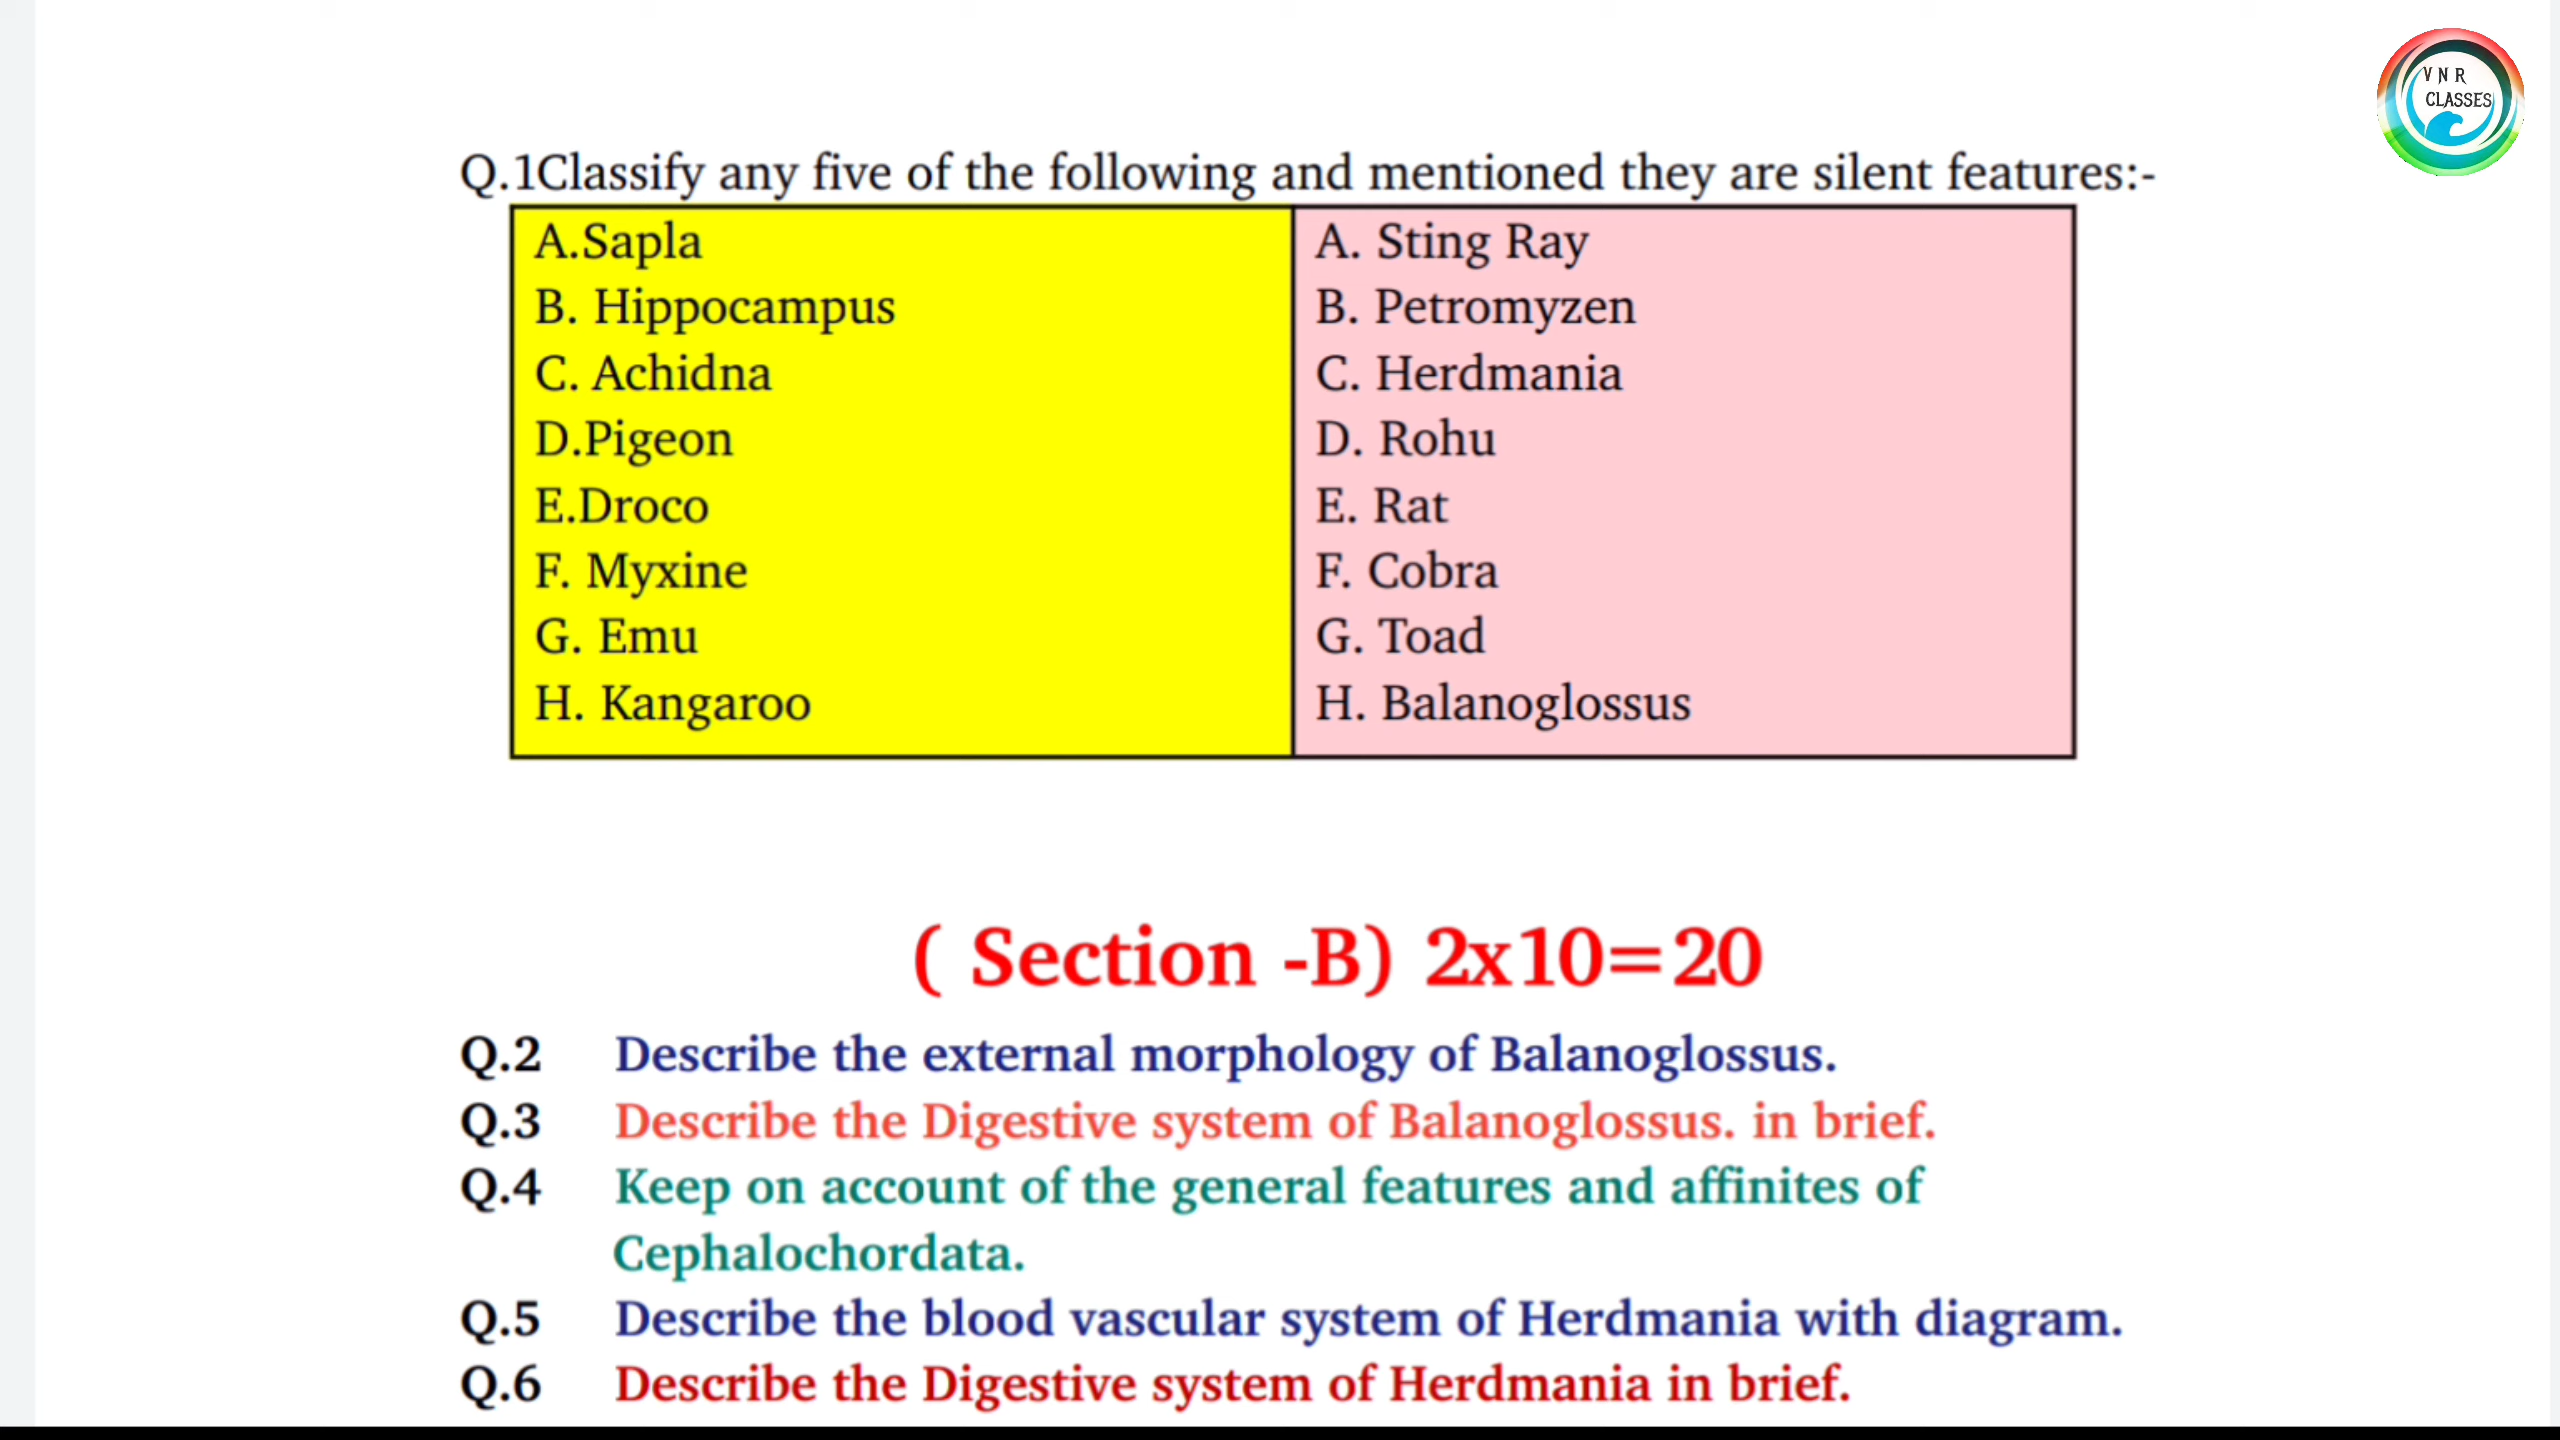 VNR
CLASSES
Q.1Classify any five of the following and mentioned they are silent features:-
A.Sapla
B. Hippocampus
C. Achidna
D.Pigeon
E.Droco
F. Myxine
G. Emu
H. Kangaroo
A. Sting Ray
B. Petromyzen
C. Herdmania
D. Rohu
E. Rat
F. Cobra
G. Toad
H. Balanoglossus
( Section -B) 2x10=20
Q.2 Describe the external morphology of Balanoglossus.
Q.3 Describe the Digestive system of Balanoglossus. in brief.
Q.4 Keep on account of the general features and affinites of
Cephalochordata.
Q.5 Describe the blood vascular system of Herdmania with diagram.
Q.6 Describe the Digestive system of Herdmania in brief.